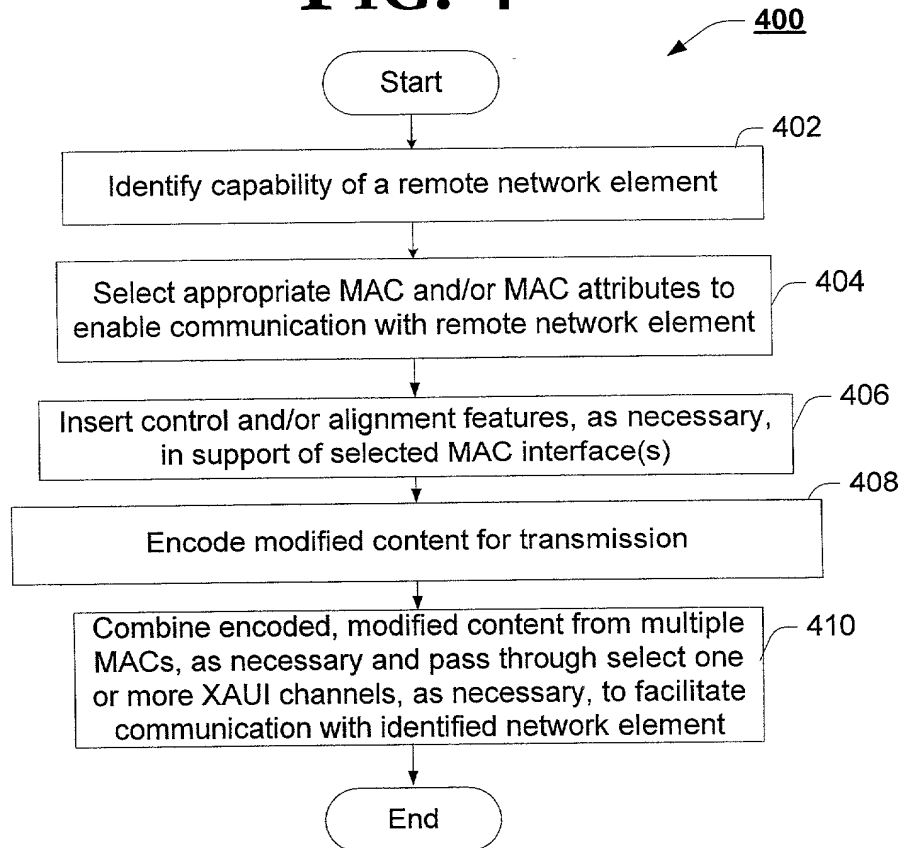 FIG. 4
400
Start
402
Identify capability of a remote network element
404
Select appropriate MAC and/or MAC attributes to
enable communication with remote network element
406
Insert control and/or alignment features, as necessary,
in support of selected MAC interface(s)
408
Encode modified content for transmission
410
Combine encoded, modified content from multiple
MACs, as necessary and pass through select one
or more XAUI channels, as necessary, to facilitate
communication with identified network element
End